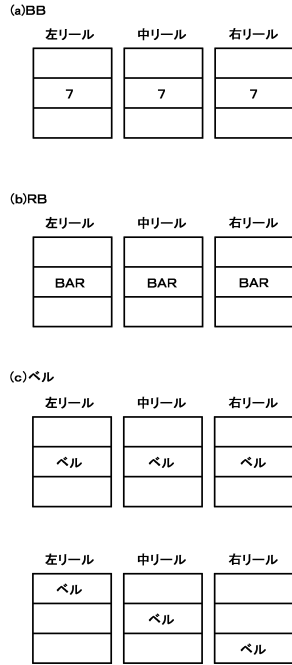 (a)BB
左リール 中リール 右リール
7 7 7
(b)RB
左リール 中リール 右リール
BAR BAR BAR
(c)ベル
左リール 中リール 右リール
ベル ベル ベル
左リール 中リール 右リール
ベル
ベル
ベル